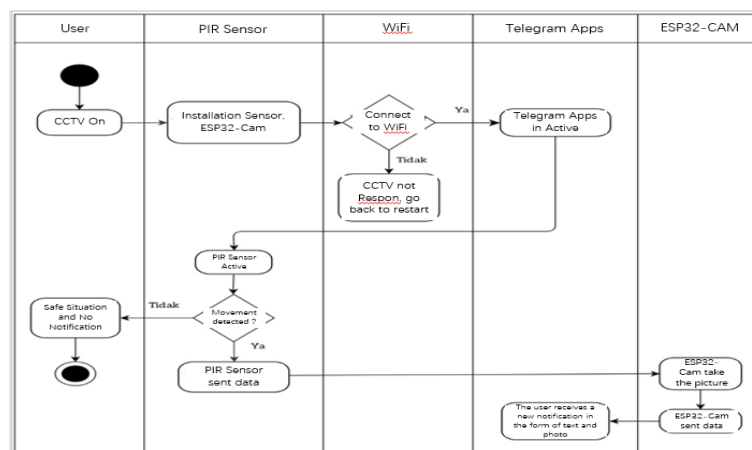 User
PIR Sensor
WiFi
Telegram Apps
ESP32-CAM
CCTV On
Installation Sensor,
ESP32-Cam
Connect
to WiFi
Ya
Telegram Apps
in Active
Tidak
CCTV not
Respon, go
back to restart
PIR Sensor
Active
Safe Situation
and No
Notification
Tidak
Movement
detected ?
Ya
PIR Sensor
sent data
ESP32-
Cam take
the picture
The user receives a
new notification in
the form of text and
photo
ESP32-Cam
sent data